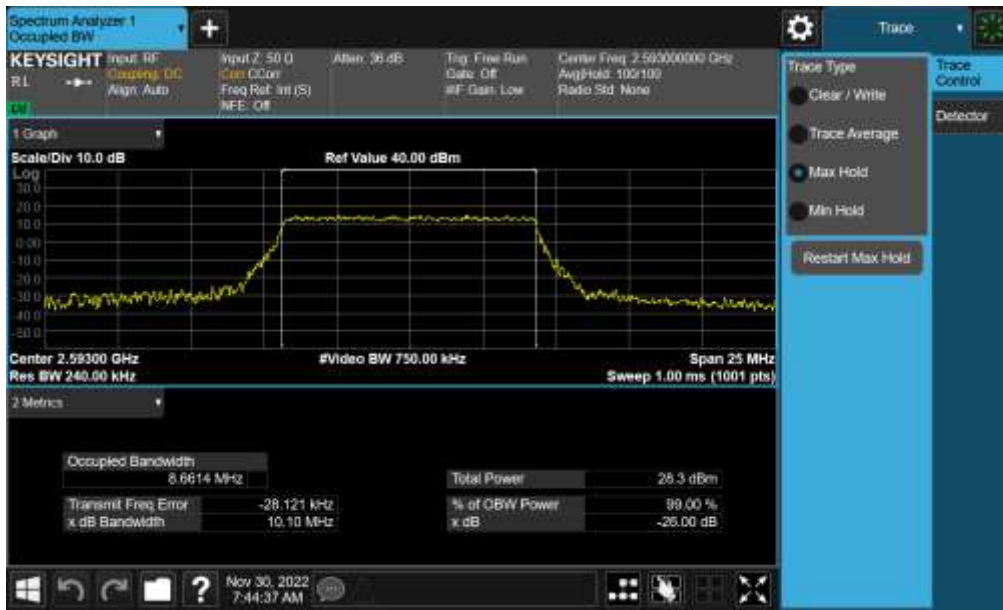 Spectrum Analyzer 1
Occupied BW
+
Trace
KEYSIGHT
RL
Input: RF
Coupling: DC
Align: Auto
Input Z: 50 Ω
Corr CCorr
Freq Ref: Int (S)
NFE: Off
Atten: 36 dB
Trig: Free Run
Gate: Off
#IF Gain: Low
Center Freq: 2.593000000 GHz
Avg|Hold: 100/100
Radio Std: None
1 Graph
Scale/Div 10.0 dB
Ref Value 40.00 dBm
Log
30.0
20.0
10.0
0.00
-10.0
-20.0
-30.0
-40.0
-50.0
Center 2.59300 GHz
#Video BW 750.00 kHz
Span 25 MHz
Res BW 240.00 kHz
Sweep 1.00 ms (1001 pts)
2 Metrics
Occupied Bandwidth
8.6614 MHz
Total Power
28.3 dBm
Transmit Freq Error
-28.121 kHz
% of OBW Power
99.00 %
x dB Bandwidth
10.10 MHz
x dB
-26.00 dB
Nov 30, 2022
7:44:37 AM
Trace Type
Clear / Write
Trace Average
Max Hold
Min Hold
Restart Max Hold
Trace
Control
Detector